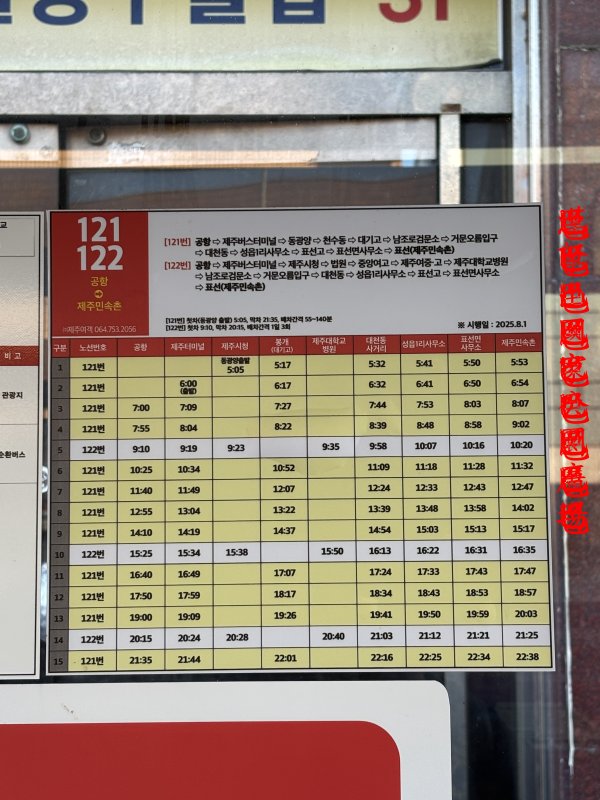 121
122
공항
제주민속촌
㈜제주여객 064.753.2056
[121번] 공항 ⇨ 제주버스터미널 ⇨ 동광양 ⇨ 천수동 ⇨ 대기고 ⇨ 남조로검문소 ⇨ 거문오름입구
⇨ 대천동 ⇨ 성읍1리사무소 ⇨ 표선고 ⇨ 표선면사무소 ⇨ 표선(제주민속촌)
[122번] 공항 ⇨ 제주버스터미널 ⇨ 제주시청 ⇨ 법원 ⇨ 중앙여고 ⇨ 제주여중·고 ⇨ 제주대학병원
⇨ 남조로검문소 ⇨ 거문오름입구 ⇨ 대천동 ⇨ 성읍1리사무소 ⇨ 표선고 ⇨ 표선면사무소
⇨ 표선(제주민속촌)
[121번] 첫차(동광양 출발) 5:05, 막차 21:35, 배차간격 55~140분
[122번] 첫차 9:10, 막차 20:15, 배차간격 1일 3회
※ 시행일 : 2025.8.1
구분 노선번호 공항 제주터미널 제주시청 봉개(대기고) 제주대학교병원 대천동사거리 성읍1리사무소 표선면사무소 제주민속촌
1 121번 동광양출발 5:05 5:17 5:32 5:41 5:50 5:53
2 121번 6:00(출발) 6:17 6:32 6:41 6:50 6:54
3 121번 7:00 7:09 7:27 7:44 7:53 8:03 8:07
4 121번 7:55 8:04 8:22 8:39 8:48 8:58 9:02
5 122번 9:10 9:19 9:23 9:35 9:58 10:07 10:16 10:20
6 121번 10:25 10:34 10:52 11:09 11:18 11:28 11:32
7 121번 11:40 11:49 12:07 12:24 12:33 12:43 12:47
8 121번 12:55 13:04 13:22 13:39 13:48 13:58 14:02
9 121번 14:10 14:19 14:37 14:54 15:03 15:13 15:17
10 122번 15:25 15:34 15:38 15:50 16:13 16:22 16:31 16:35
11 121번 16:40 16:49 17:07 17:24 17:33 17:43 17:47
12 121번 17:50 17:59 18:17 18:34 18:43 18:53 18:57
13 121번 19:00 19:09 19:26 19:41 19:50 19:59 20:03
14 122번 20:15 20:24 20:28 20:40 21:03 21:12 21:21 21:25
15 121번 21:35 21:44 22:01 22:16 22:25 22:34 22:38
비 고
관광지
순환버스